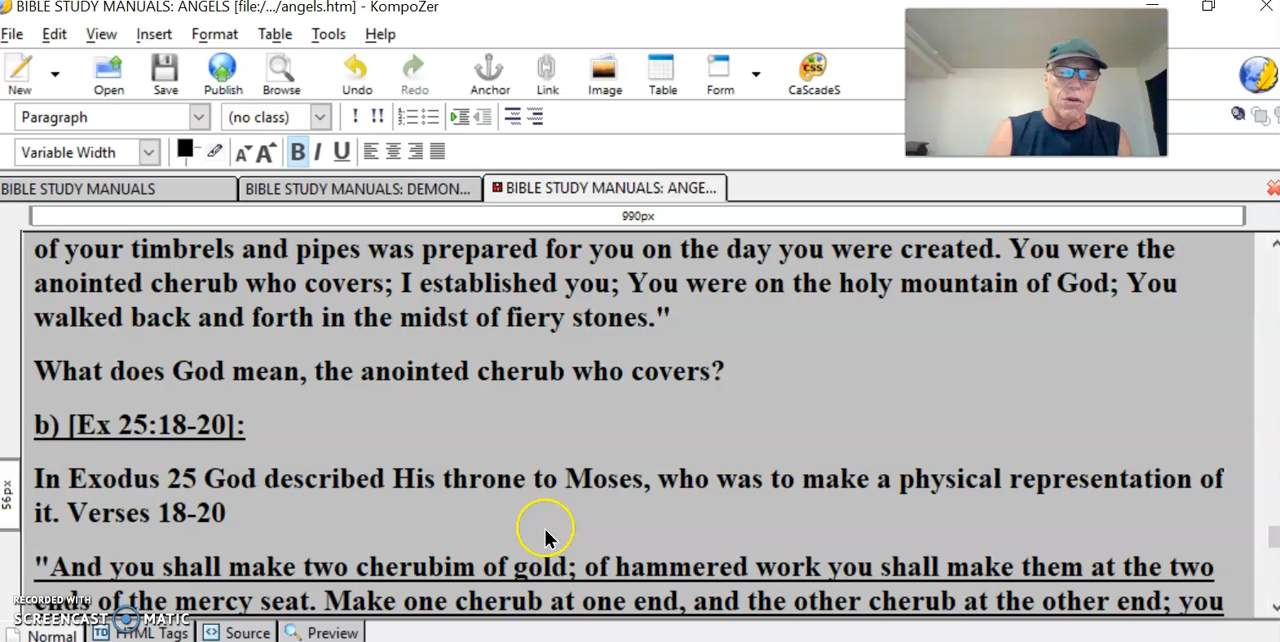 BIBLE STUDY MANUALS: ANGELS [file:/.../angels.htm] - KompoZer
File Edit View Insert Format Table Tools Help
New Open Save Publish Browse Undo Redo Anchor Link Image Table Form CaScadeS
Paragraph (no class) ! !!
Variable Width A A B I U
BIBLE STUDY MANUALS BIBLE STUDY MANUALS: DEMON... BIBLE STUDY MANUALS: ANGE...
990px
of your timbrels and pipes was prepared for you on the day you were created. You were the
anointed cherub who covers; I established you; You were on the holy mountain of God; You
walked back and forth in the midst of fiery stones."
What does God mean, the anointed cherub who covers?
b) [Ex 25:18-20]:
In Exodus 25 God described His throne to Moses, who was to make a physical representation of
it. Verses 18-20
56px
"And you shall make two cherubim of gold; of hammered work you shall make them at the two
ends of the mercy seat. Make one cherub at one end, and the other cherub at the other end; you
RECORDED WITH
SCREENCAST MATIC
Normal TD HTML Tags Source Preview